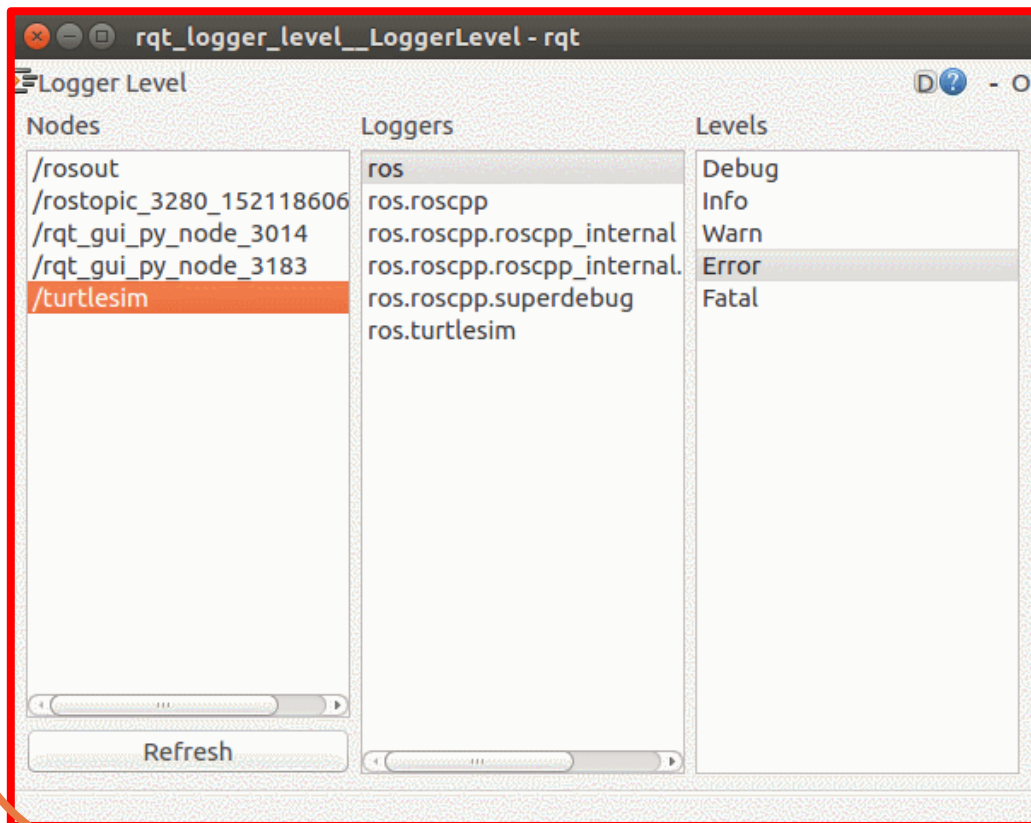 rqt_logger_level__LoggerLevel - rqt
Logger Level
D ? - O
Nodes
/rosout
/rostopic_3280_152118606
/rqt_gui_py_node_3014
/rqt_gui_py_node_3183
/turtlesim
Refresh
Loggers
ros
ros.roscpp
ros.roscpp.roscpp_internal
ros.roscpp.roscpp_internal.
ros.roscpp.superdebug
ros.turtlesim
Levels
Debug
Info
Warn
Error
Fatal